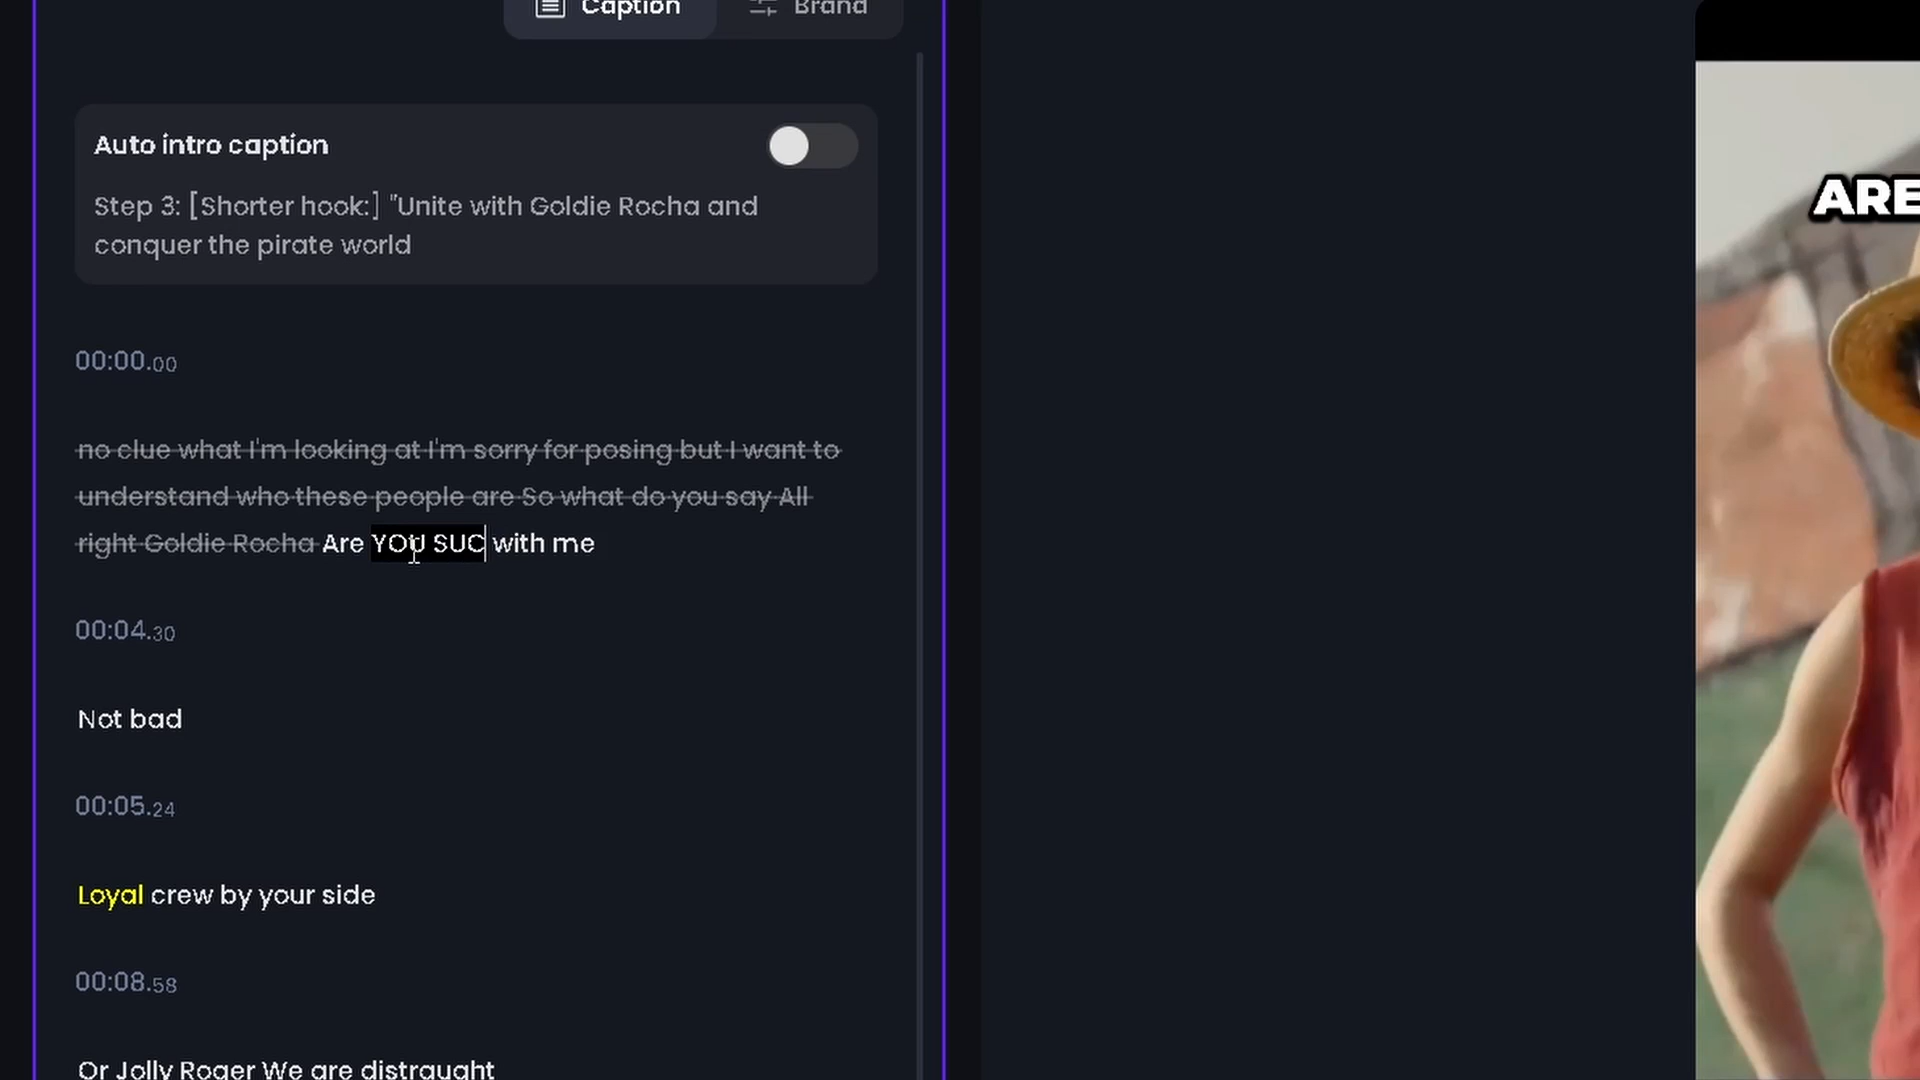 Caption Brand
Auto intro caption
Step 3: [Shorter hook:] "Unite with Goldie Rocha and
conquer the pirate world
00:00.00
no clue what I'm looking at I'm sorry for posing but I want to
understand who these people are So what do you say All
right Goldie Rocha Are YOU SUC with me
00:04.30
Not bad
00:05.24
Loyal crew by your side
00:08.58
Or Jolly Roger We are distraught
ARE